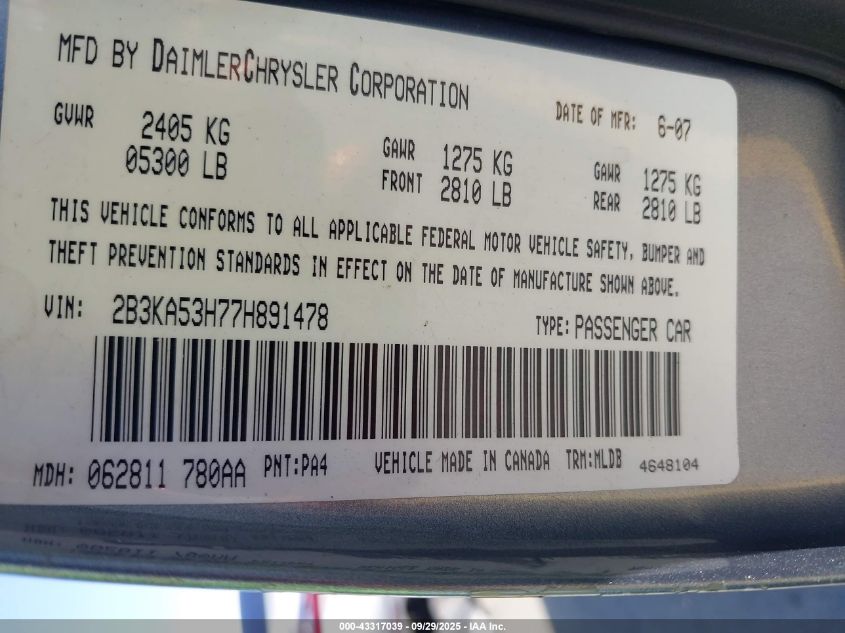 MFD BY DAIMLERCHRYSLER CORPORATION
DATE OF MFR: 6-07
GVWR 2405 KG
05300 LB
GAWR FRONT 1275 KG
2810 LB
GAWR REAR 1275 KG
2810 LB
THIS VEHICLE CONFORMS TO ALL APPLICABLE FEDERAL MOTOR VEHICLE SAFETY, BUMPER AND
THEFT PREVENTION STANDARDS IN EFFECT ON THE DATE OF MANUFACTURE SHOWN ABOVE.
VIN: 2B3KA53H77H891478
TYPE: PASSENGER CAR
MDH: 062811 780AA PNT:PA4 VEHICLE MADE IN CANADA TRM:MLDB 4648104
000-43317039 - 09/29/2025 - IAA Inc.